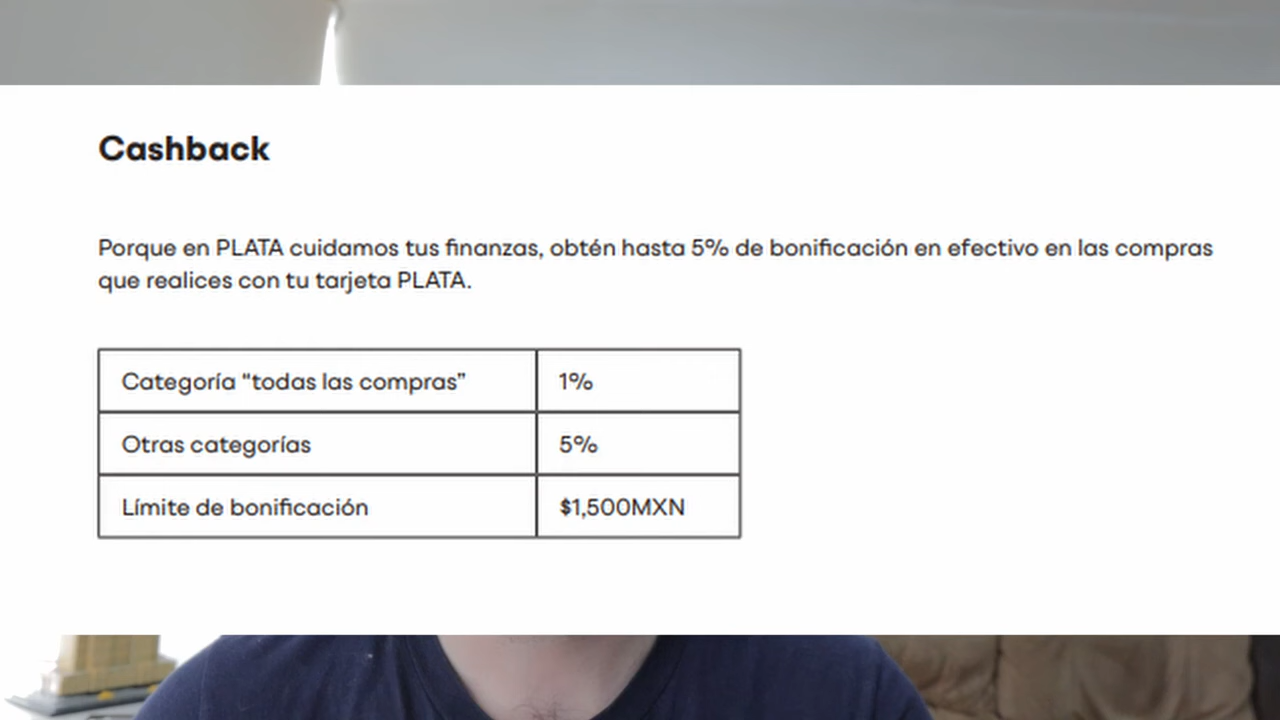 Cashback
Porque en PLATA cuidamos tus finanzas, obtén hasta 5% de bonificación en efectivo en las compras
que realices con tu tarjeta PLATA.
Categoría “todas las compras” 1%
Otras categorías 5%
Límite de bonificación $1,500MXN